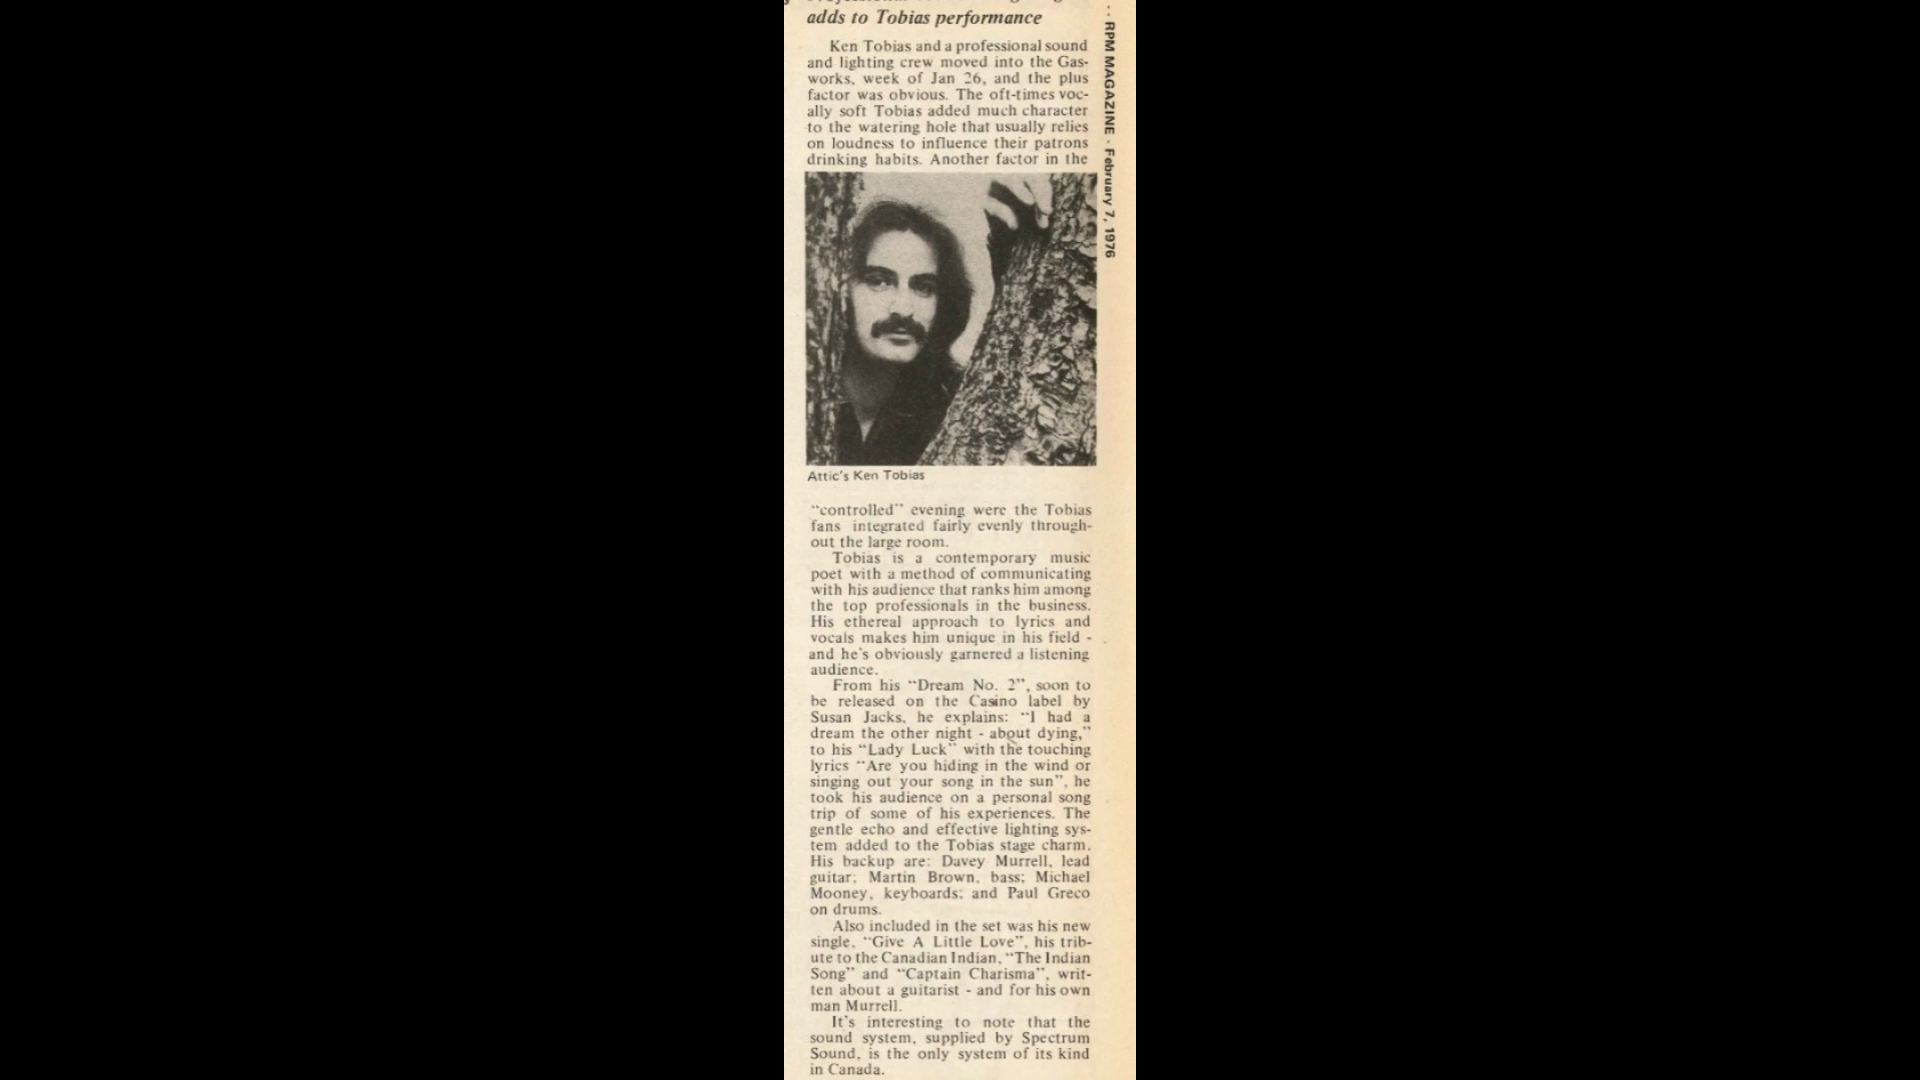 adds to Tobias performance
Ken Tobias and a professional sound
and lighting crew moved into the Gas-
works, week of Jan 26, and the plus
factor was obvious. The oft-times voc-
ally soft Tobias added much character
to the watering hole that usually relies
on loudness to influence their patrons
drinking habits. Another factor in the
Attic's Ken Tobias
"controlled" evening were the Tobias
fans integrated fairly evenly through-
out the large room.
Tobias is a contemporary music
poet with a method of communicating
with his audience that ranks him among
the top professionals in the business.
His ethereal approach to lyrics and
vocals makes him unique in his field -
and he's obviously garnered a listening
audience.
From his "Dream No. 2", soon to
be released on the Casino label by
Susan Jacks, he explains: "I had a
dream the other night - about dying,"
to his "Lady Luck" with the touching
lyrics "Are you hiding in the wind or
singing out your song in the sun", he
took his audience on a personal song
trip of some of his experiences. The
gentle echo and effective lighting sys-
tem added to the Tobias stage charm.
His backup are: Davey Murrell, lead
guitar; Martin Brown, bass; Michael
Mooney, keyboards; and Paul Greco
on drums.
Also included in the set was his new
single, "Give A Little Love", his trib-
ute to the Canadian Indian, "The Indian
Song" and "Captain Charisma", writ-
ten about a guitarist - and for his own
man Murrell.
It's interesting to note that the
sound system, supplied by Spectrum
Sound, is the only system of its kind
in Canada.
RPM MAGAZINE - February 7, 1976